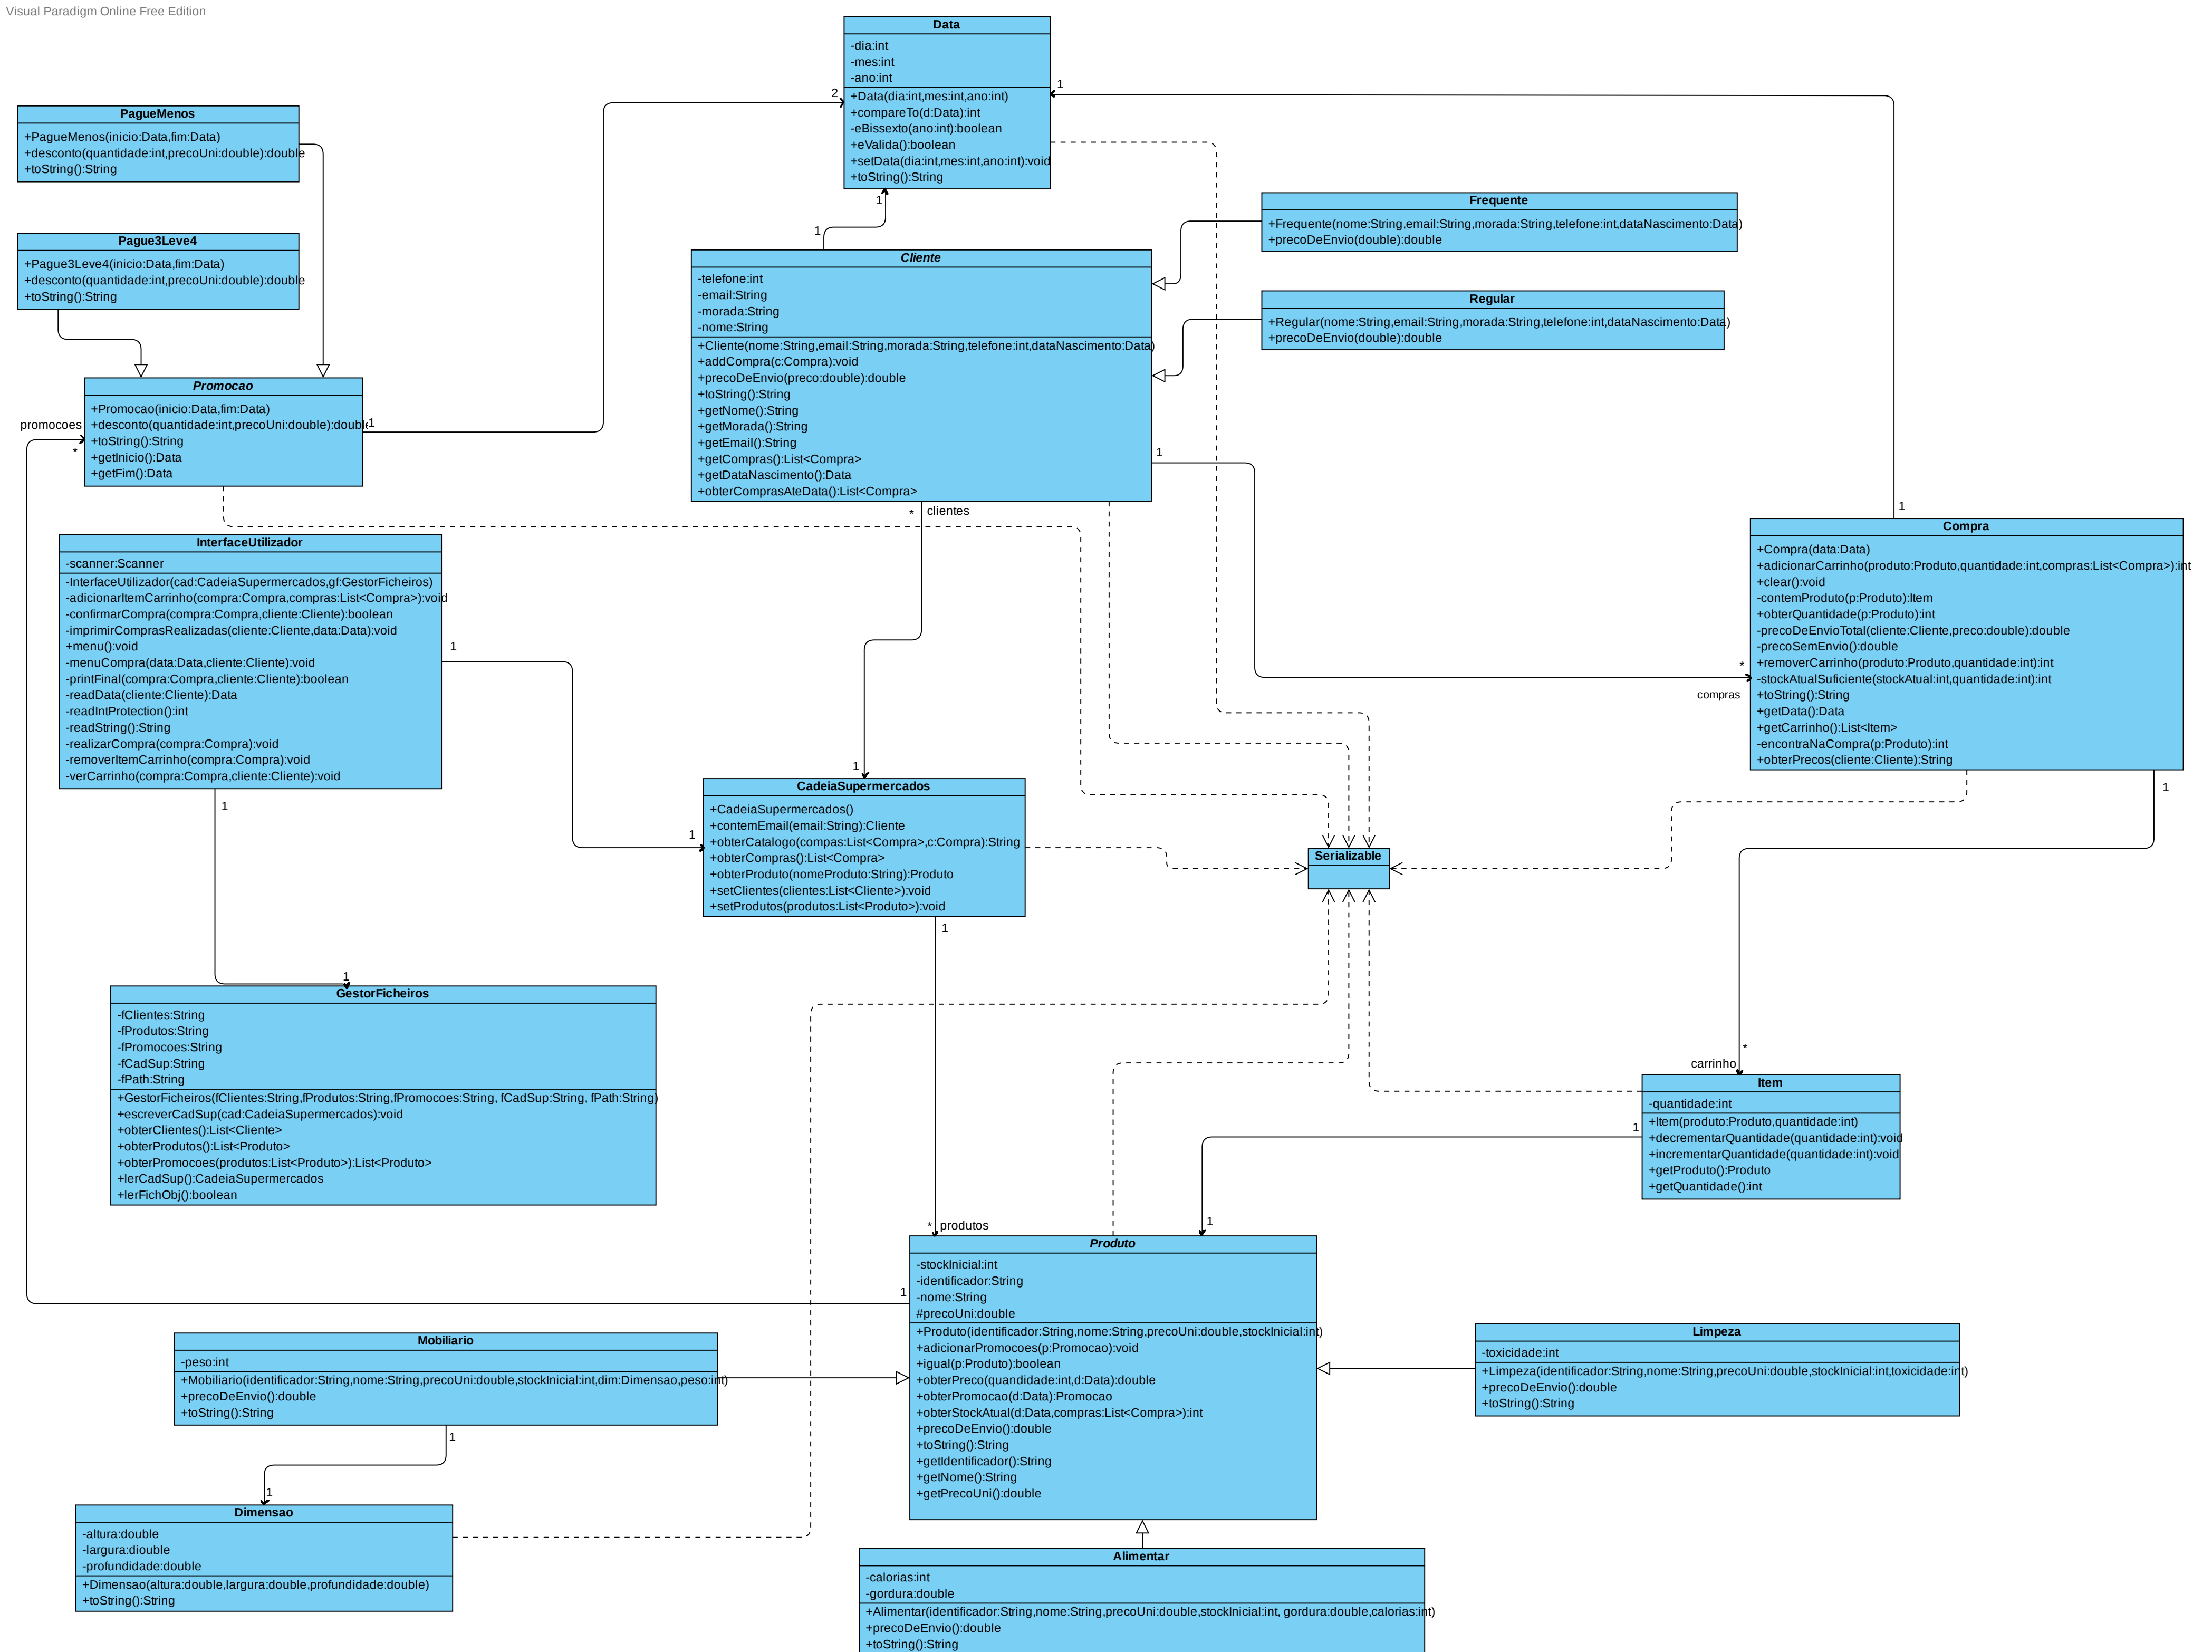 Visual Paradigm Online Free Edition
Data
-dia:int
-mes:int
-ano:int
+Data(dia:int,mes:int,ano:int)
+compareTo(d:Data):int
-eBissexto(ano:int):boolean
+eValida():boolean
+setData(dia:int,mes:int,ano:int):void
+toString():String
2
1
1
1
PagueMenos
+PagueMenos(inicio:Data,fim:Data)
+desconto(quantidade:int,precoUni:double):double
+toString():String
Pague3Leve4
+Pague3Leve4(inicio:Data,fim:Data)
+desconto(quantidade:int,precoUni:double):double
+toString():String
Frequente
+Frequente(nome:String,email:String,morada:String,telefone:int,dataNascimento:Data)
+precoDeEnvio(double):double
Regular
+Regular(nome:String,email:String,morada:String,telefone:int,dataNascimento:Data)
+precoDeEnvio(double):double
Cliente
-telefone:int
-email:String
-morada:String
-nome:String
+Cliente(nome:String,email:String,morada:String,telefone:int,dataNascimento:Data)
+addCompra(c:Compra):void
+precoDeEnvio(preco:double):double
+toString():String
+getNome():String
+getMorada():String
+getEmail():String
+getCompras():List<Compra>
+getDataNascimento():Data
+obterComprasAteData():List<Compra>
1
* clientes
Promocao
+Promocao(inicio:Data,fim:Data)
+desconto(quantidade:int,precoUni:double):double
+toString():String
+getInicio():Data
+getFim():Data
1
promocoes
*
InterfaceUtilizador
-scanner:Scanner
-InterfaceUtilizador(cad:CadeiaSupermercados,gf:GestorFicheiros)
-adicionarItemCarrinho(compra:Compra,compras:List<Compra>):void
-confirmarCompra(compra:Compra,cliente:Cliente):boolean
-imprimirComprasRealizadas(cliente:Cliente,data:Data):void
+menu():void
-menuCompra(data:Data,cliente:Cliente):void
-printFinal(compra:Compra,cliente:Cliente):boolean
-readData(cliente:Cliente):Data
-readIntProtection():int
-readString():String
-realizarCompra(compra:Compra):void
-removerItemCarrinho(compra:Compra):void
-verCarrinho(compra:Compra,cliente:Cliente):void
1
1
1
Compra
+Compra(data:Data)
+adicionarCarrinho(produto:Produto,quantidade:int,compras:List<Compra>):int
+clear():void
-contemProduto(p:Produto):Item
+obterQuantidade(p:Produto):int
-precoDeEnvioTotal(cliente:Cliente,preco:double):double
-precoSemEnvio():double
+removerCarrinho(produto:Produto,quantidade:int):int
-stockAtualSuficiente(stockAtual:int,quantidade:int):int
+toString():String
+getData():Data
+getCarrinho():List<Item>
-encontraNaCompra(p:Produto):int
+obterPrecos(cliente:Cliente):String
*
compras
1
CadeiaSupermercados
+CadeiaSupermercados()
+contemEmail(email:String):Cliente
+obterCatalogo(compas:List<Compra>,c:Compra):String
+obterCompras():List<Compra>
+obterProduto(nomeProduto:String):Produto
+setClientes(clientes:List<Cliente>):void
+setProdutos(produtos:List<Produto>):void
1
1
1
Serializable
GestorFicheiros
-fClientes:String
-fProdutos:String
-fPromocoes:String
-fCadSup:String
-fPath:String
+GestorFicheiros(fClientes:String,fProdutos:String,fPromocoes:String, fCadSup:String, fPath:String)
+escreverCadSup(cad:CadeiaSupermercados):void
+obterClientes():List<Cliente>
+obterProdutos():List<Produto>
+obterPromocoes(produtos:List<Produto>):List<Produto>
+lerCadSup():CadeiaSupermercados
+lerFichObj():boolean
1
*
carrinho
Item
-quantidade:int
+Item(produto:Produto,quantidade:int)
+decrementarQuantidade(quantidade:int):void
+incrementarQuantidade(quantidade:int):void
+getProduto():Produto
+getQuantidade():int
1
1
* produtos
Produto
-stockInicial:int
-identificador:String
-nome:String
#precoUni:double
+Produto(identificador:String,nome:String,precoUni:double,stockInicial:int)
+adicionarPromocoes(p:Promocao):void
+igual(p:Produto):boolean
+obterPreco(quandidade:int,d:Data):double
+obterPromocao(d:Data):Promocao
+obterStockAtual(d:Data,compras:List<Compra>):int
+precoDeEnvio():double
+toString():String
+getIdentificador():String
+getNome():String
+getPrecoUni():double
1
Mobiliario
-peso:int
+Mobiliario(identificador:String,nome:String,precoUni:double,stockInicial:int,dim:Dimensao,peso:int)
+precoDeEnvio():double
+toString():String
1
1
Limpeza
-toxicidade:int
+Limpeza(identificador:String,nome:String,precoUni:double,stockInicial:int,toxicidade:int)
+precoDeEnvio():double
+toString():String
Dimensao
-altura:double
-largura:diouble
-profundidade:double
+Dimensao(altura:double,largura:double,profundidade:double)
+toString():String
Alimentar
-calorias:int
-gordura:double
+Alimentar(identificador:String,nome:String,precoUni:double,stockInicial:int, gordura:double,calorias:int)
+precoDeEnvio():double
+toString():String